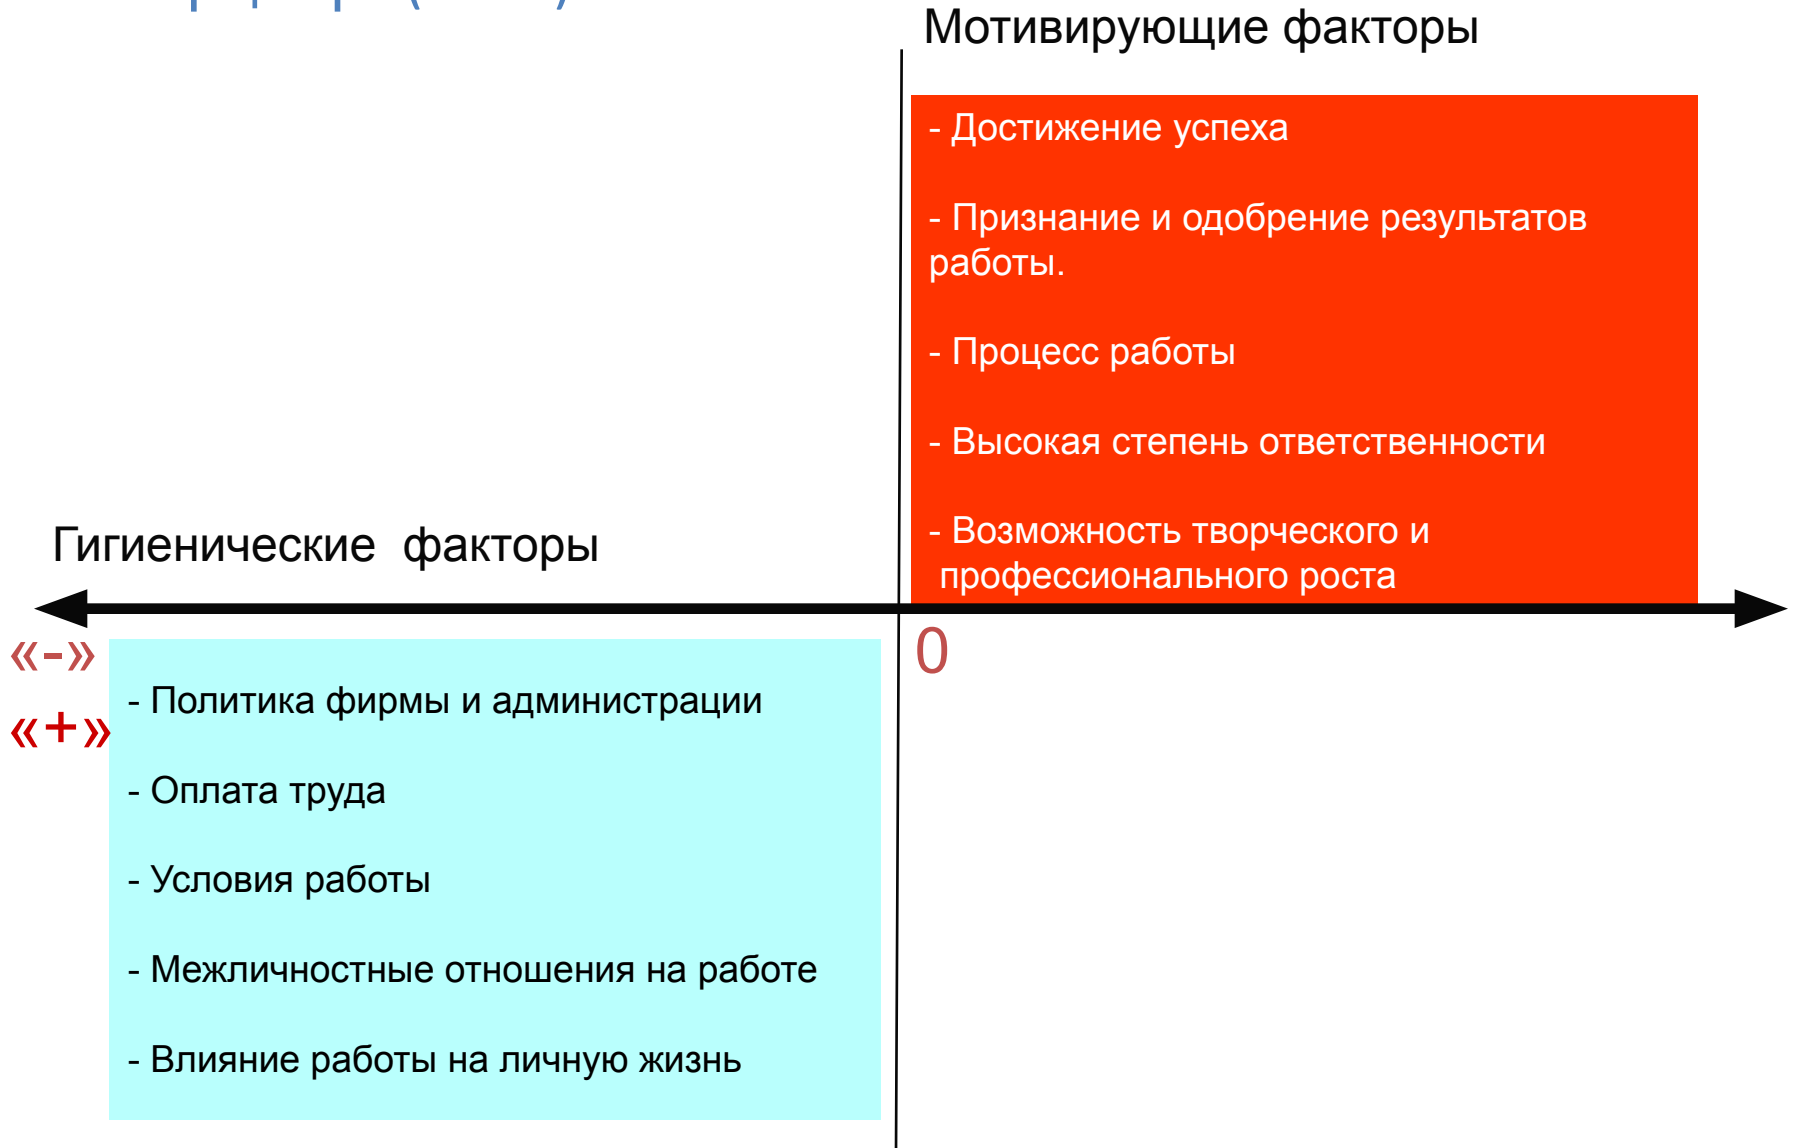 Мотивирующие факторы
- Достижение успеха
- Признание и одобрение результатов
работы.
- Процесс работы
- Высокая степень ответственности
- Возможность творческого и
профессионального роста
Гигиенические факторы
«-»
0
«+»
- Политика фирмы и администрации
- Оплата труда
- Условия работы
- Межличностные отношения на работе
- Влияние работы на личную жизнь